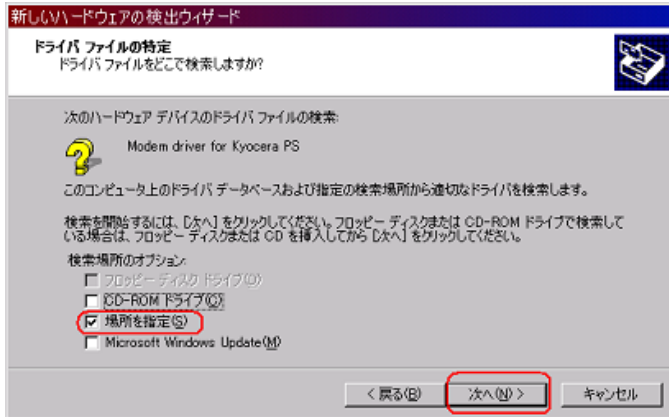 新しいハードウェアの検出ウィザード
ドライバ ファイルの特定
ドライバ ファイルをどこで検索しますか?
次のハードウェア デバイスのドライバ ファイルの検索:
Modem driver for Kyocera PS
このコンピュータ上のドライバ データベースおよび指定の検索場所から適切なドライバを検索します。
検索を開始するには、[次へ] をクリックしてください。フロッピー ディスクまたは CD-ROM ドライブで検索して
いる場合は、フロッピー ディスクまたは CD を挿入してから [次へ] をクリックしてください。
検索場所のオプション:
フロッピー ディスク ドライブ(D)
CD-ROM ドライブ(C)
場所を指定(S)
Microsoft Windows Update(M)
< 戻る(B)
次へ(N) >
キャンセル